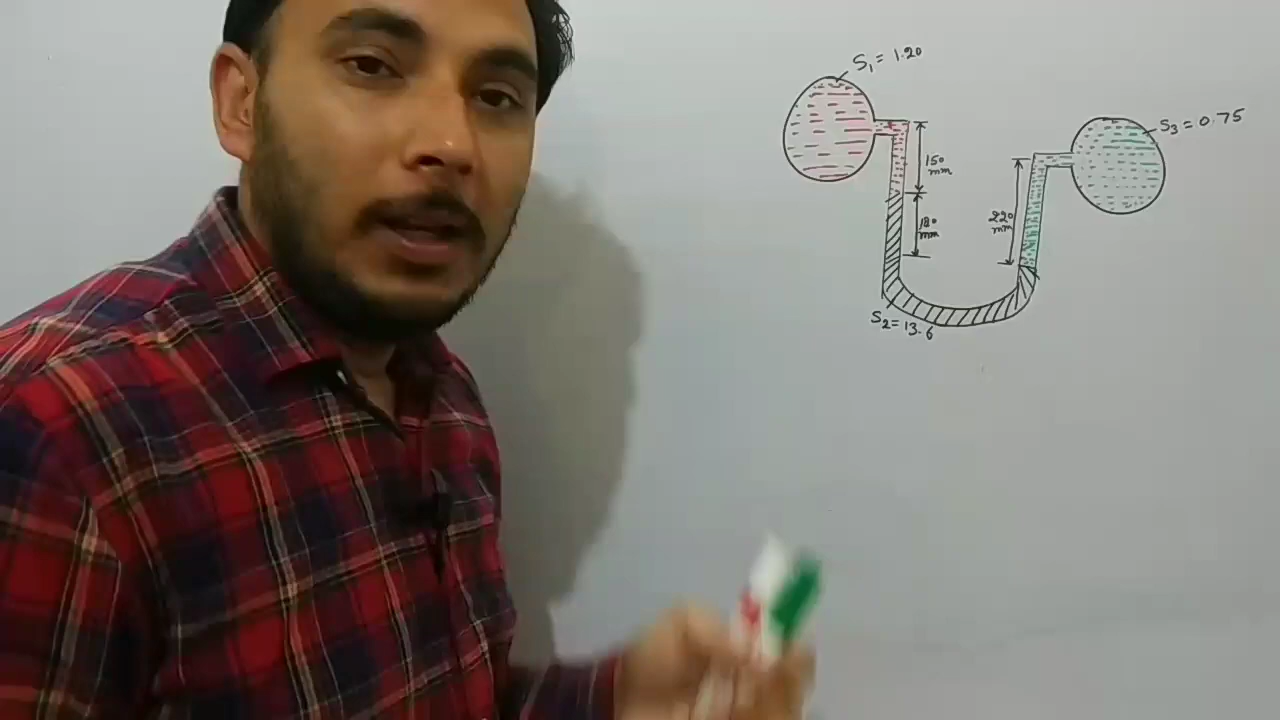 S₁ = 1.20
S₃ = 0.75
150
mm
180
mm
220
mm
S₂ = 13.6